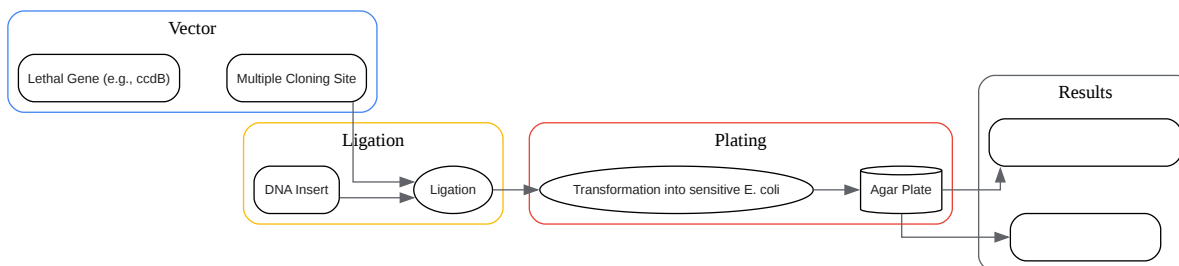 Vector
Lethal Gene (e.g., ccdB)
Multiple Cloning Site
Ligation
DNA Insert
Ligation
Plating
Transformation into sensitive E. coli
Agar Plate
Results